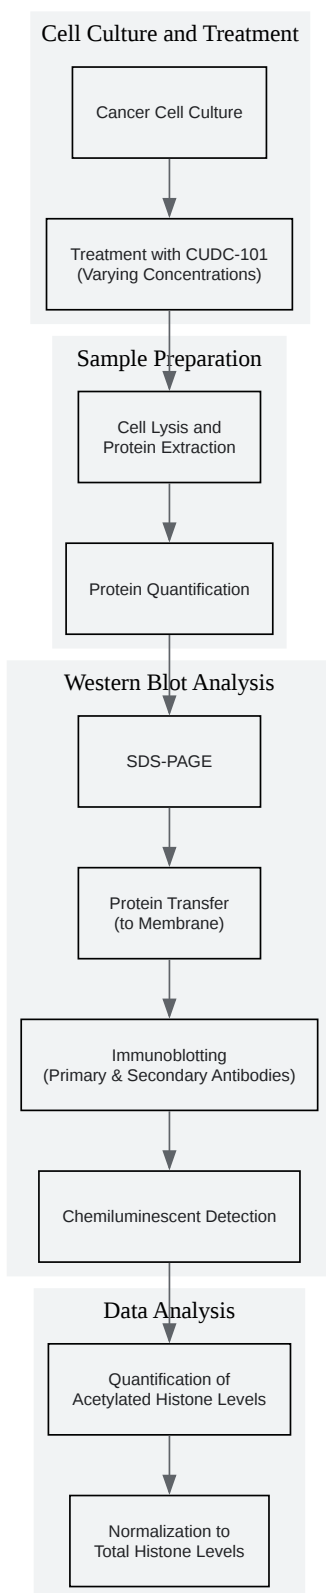 Cell Culture and Treatment
Cancer Cell Culture
Treatment with CUDC-101
(Varying Concentrations)
Sample Preparation
Cell Lysis and
Protein Extraction
Protein Quantification
Western Blot Analysis
SDS-PAGE
Protein Transfer
(to Membrane)
Immunoblotting
(Primary & Secondary Antibodies)
Chemiluminescent Detection
Data Analysis
Quantification of
Acetylated Histone Levels
Normalization to
Total Histone Levels